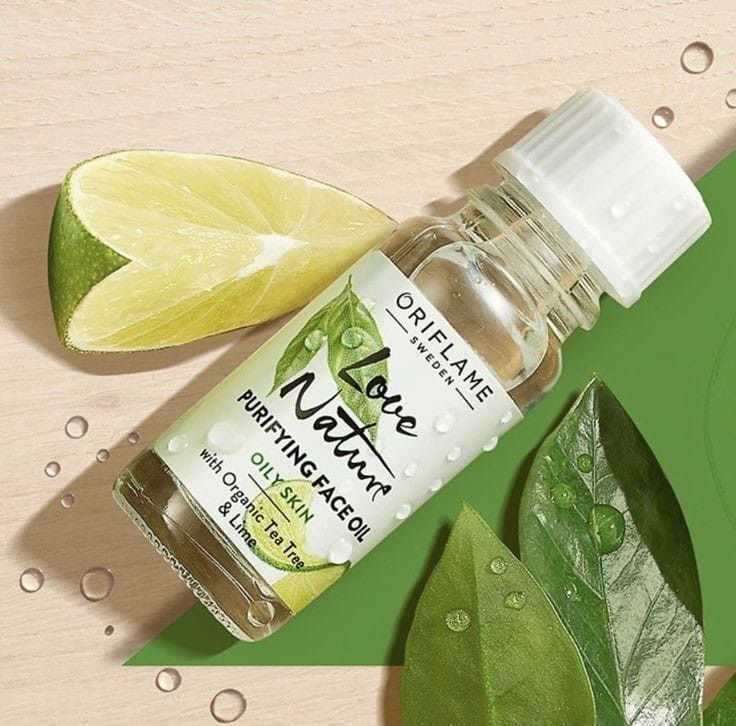 ORIFLAME
SWEDEN
Love
Nature
PURIFYING FACE OIL
OILY SKIN
with Organic Tea Tree
& Lime